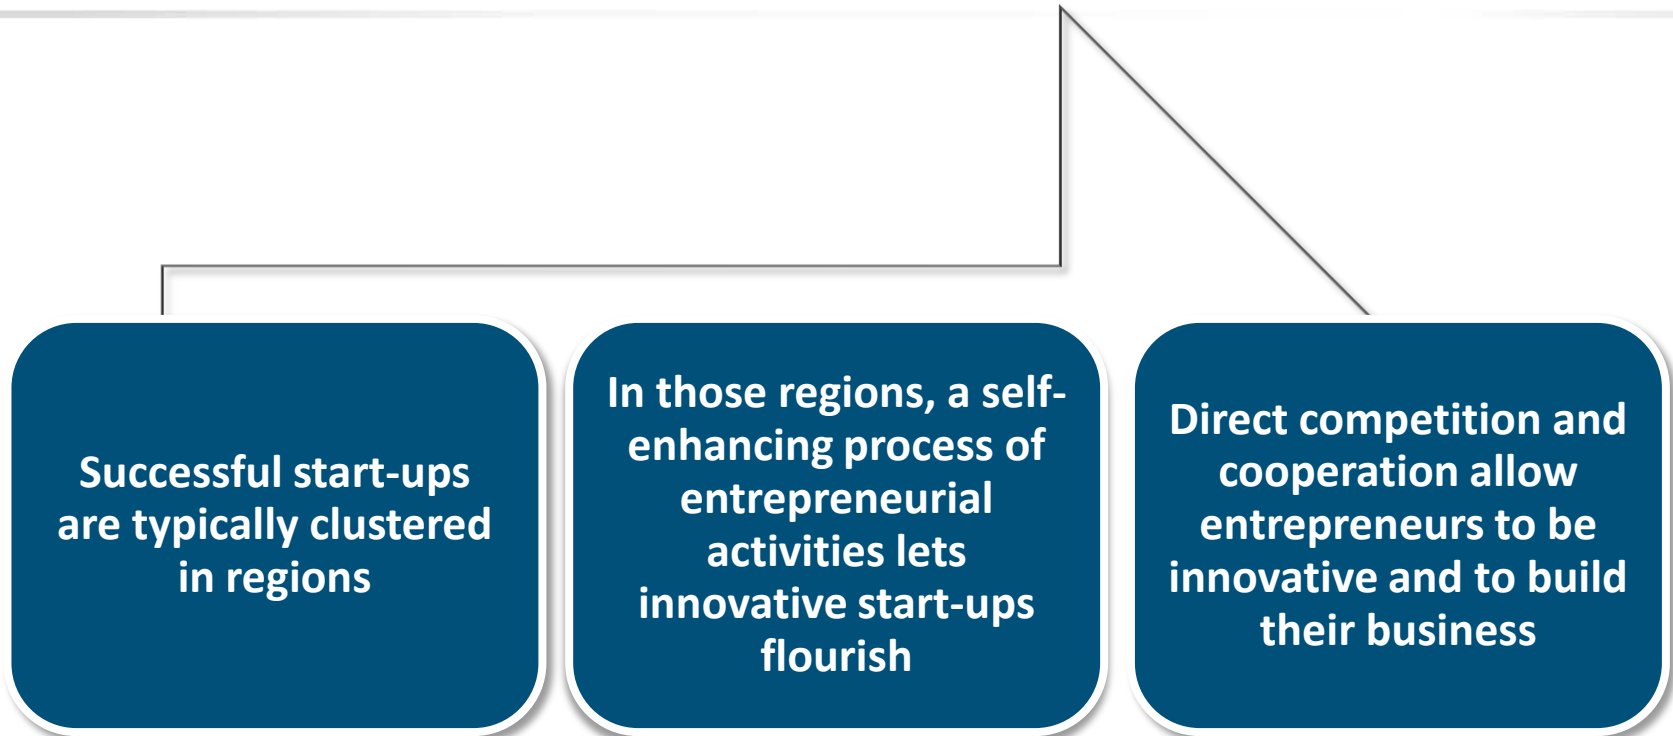 Successful start-ups
are typically clustered
in regions
In those regions, a self-
enhancing process of
entrepreneurial
activities lets
innovative start-ups
flourish
Direct competition and
cooperation allow
entrepreneurs to be
innovative and to build
their business